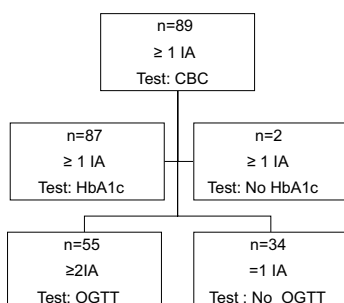 n=89
≥ 1 IA
Test: CBC
n=87
≥ 1 IA
Test: HbA1c
n=2
≥ 1 IA
Test: No HbA1c
n=55
≥2IA
Test: OGTT
n=34
=1 IA
Test : No OGTT